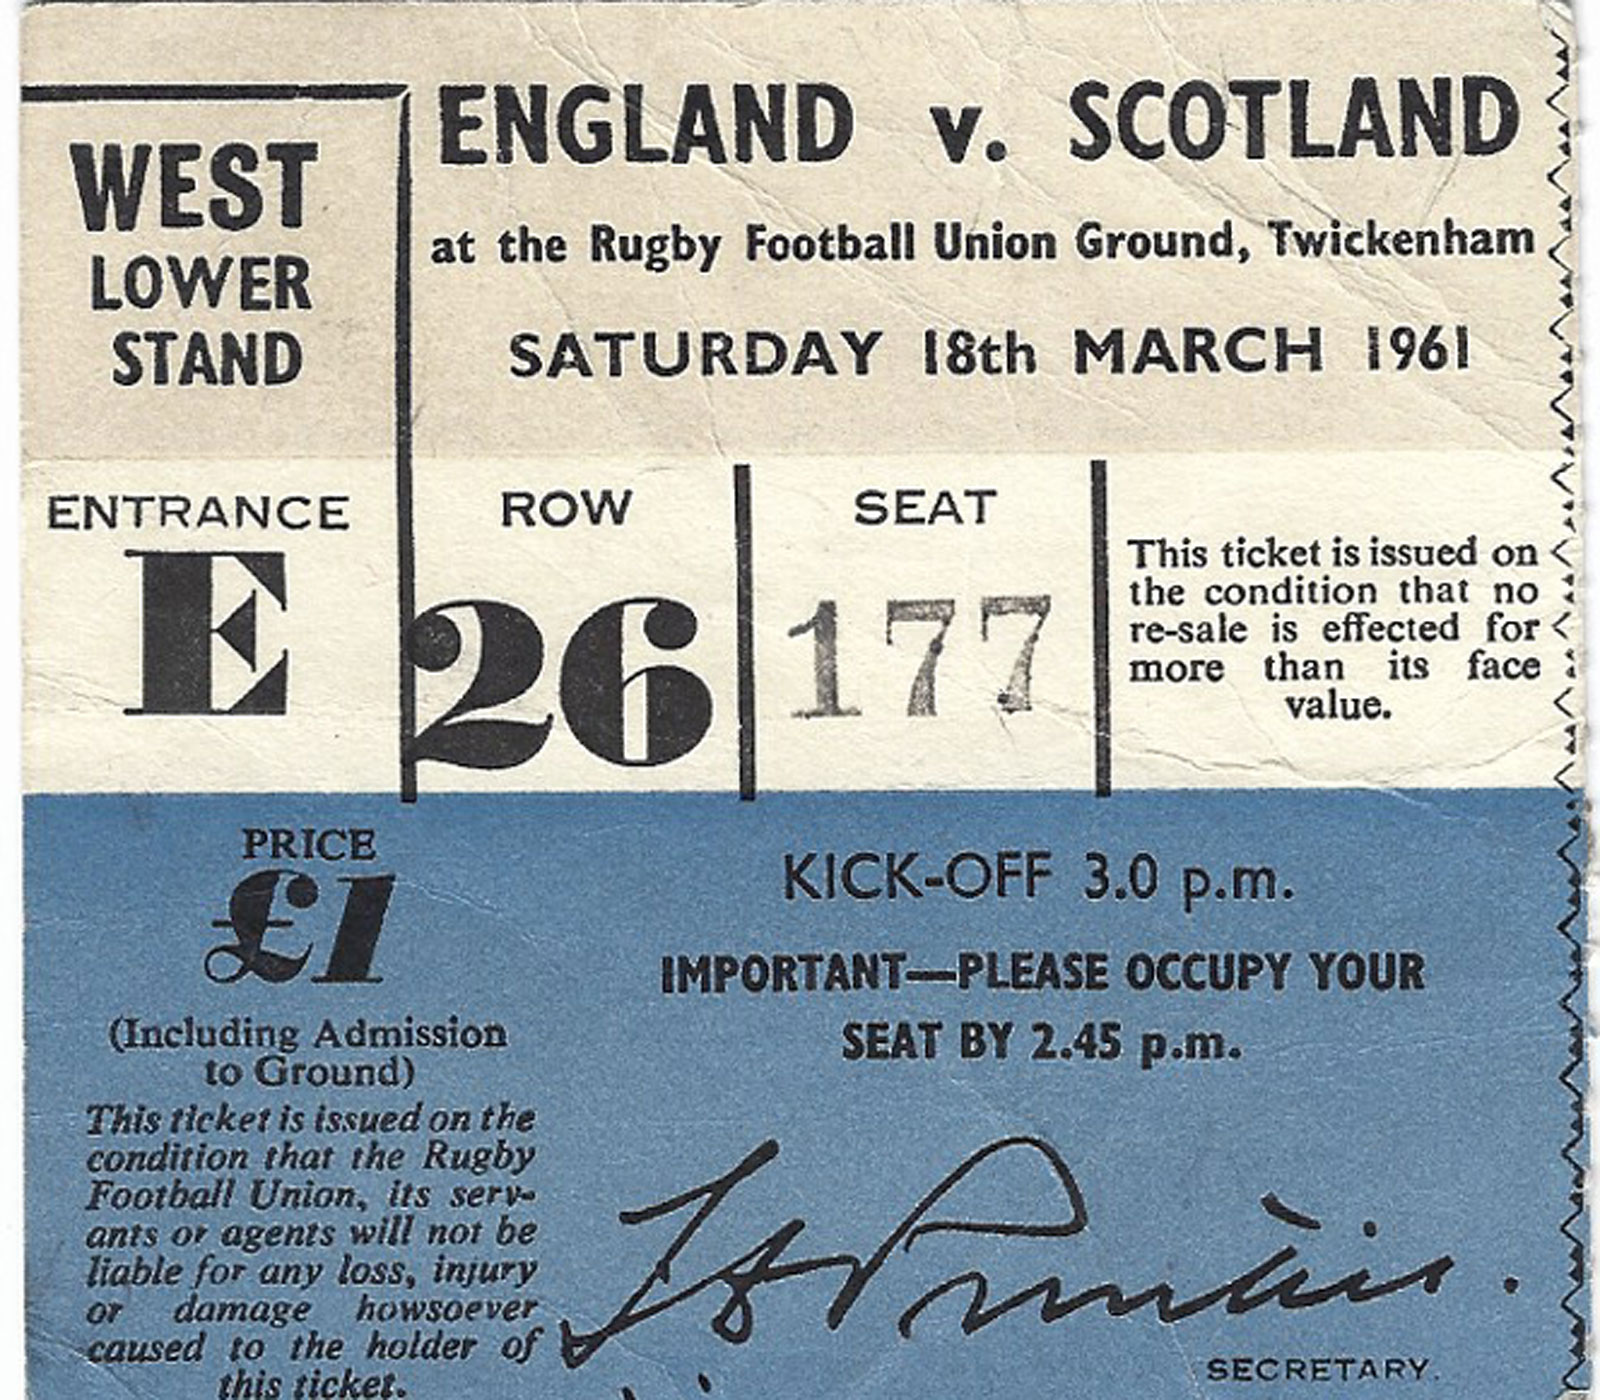 WEST
LOWER
STAND
ENGLAND v. SCOTLAND
at the Rugby Football Union Ground, Twickenham
SATURDAY 18th MARCH 1961
ENTRANCE
E
ROW
26
SEAT
177
This ticket is issued on
the condition that no
re-sale is effected for
more than its face
value.
PRICE
£1
(Including Admission
to Ground)
This ticket is issued on the
condition that the Rugby
Football Union, its serv-
ants or agents will not be
liable for any loss, injury
or damage howsoever
caused to the holder of
this ticket.
KICK-OFF 3.0 p.m.
IMPORTANT—PLEASE OCCUPY YOUR
SEAT BY 2.45 p.m.
SECRETARY.